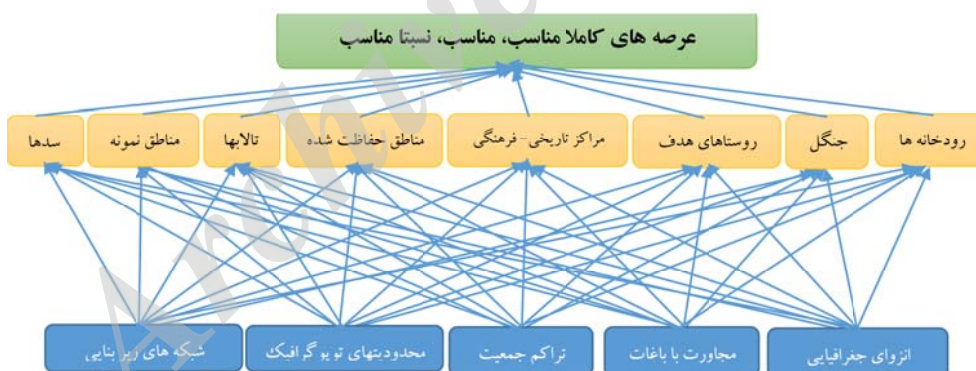 عرصه های کاملا مناسب، مناسب، نسبتا مناسب
رودخانه ها
جنگل
روستاهای هدف
مراکز تاریخی - فرهنگی
مناطق حفاظت شده
تالابها
مناطق نمونه
سدها
انزوای جغرافیایی
مجاورت با باغات
تراکم جمعیت
محدودیتهای توپوگرافیک
شبکه های زیر بنایی
Archive